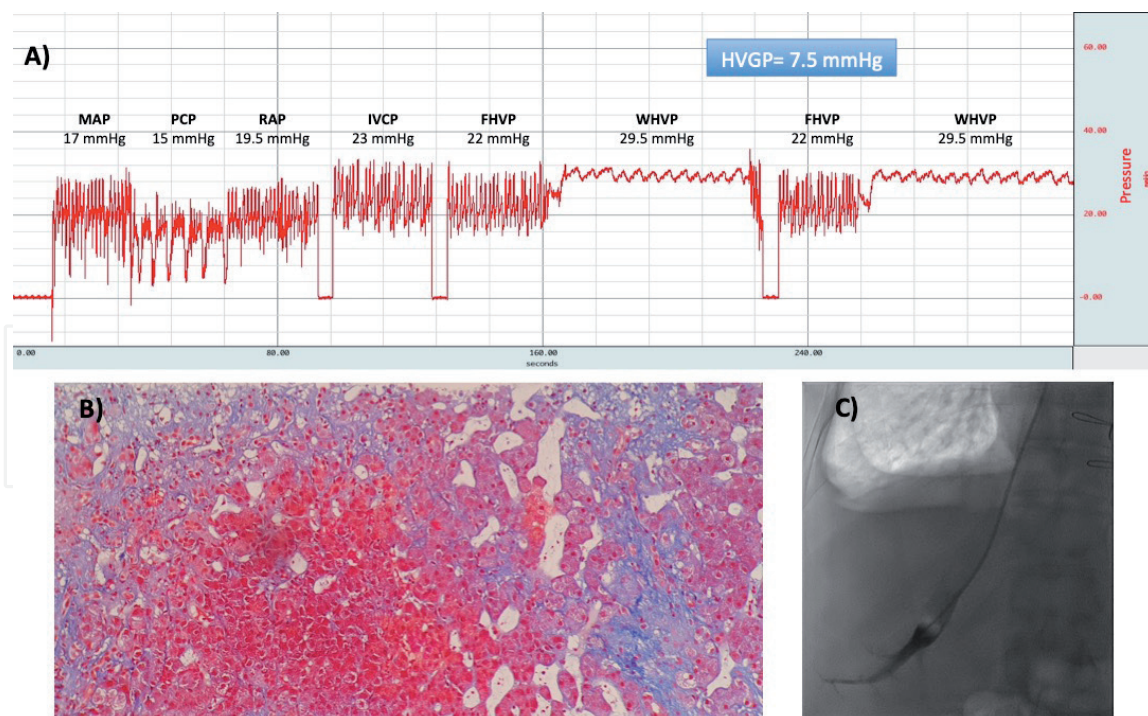 A)
HVGP= 7.5 mmHg
MAP PCP RAP IVCP FHVP WHVP FHVP WHVP
17 mmHg 15 mmHg 19.5 mmHg 23 mmHg 22 mmHg 29.5 mmHg 22 mmHg 29.5 mmHg
60.00
40.00
20.00
-0.00
Pressure
0.00 80.00 160.00 240.00
seconds
B)
C)